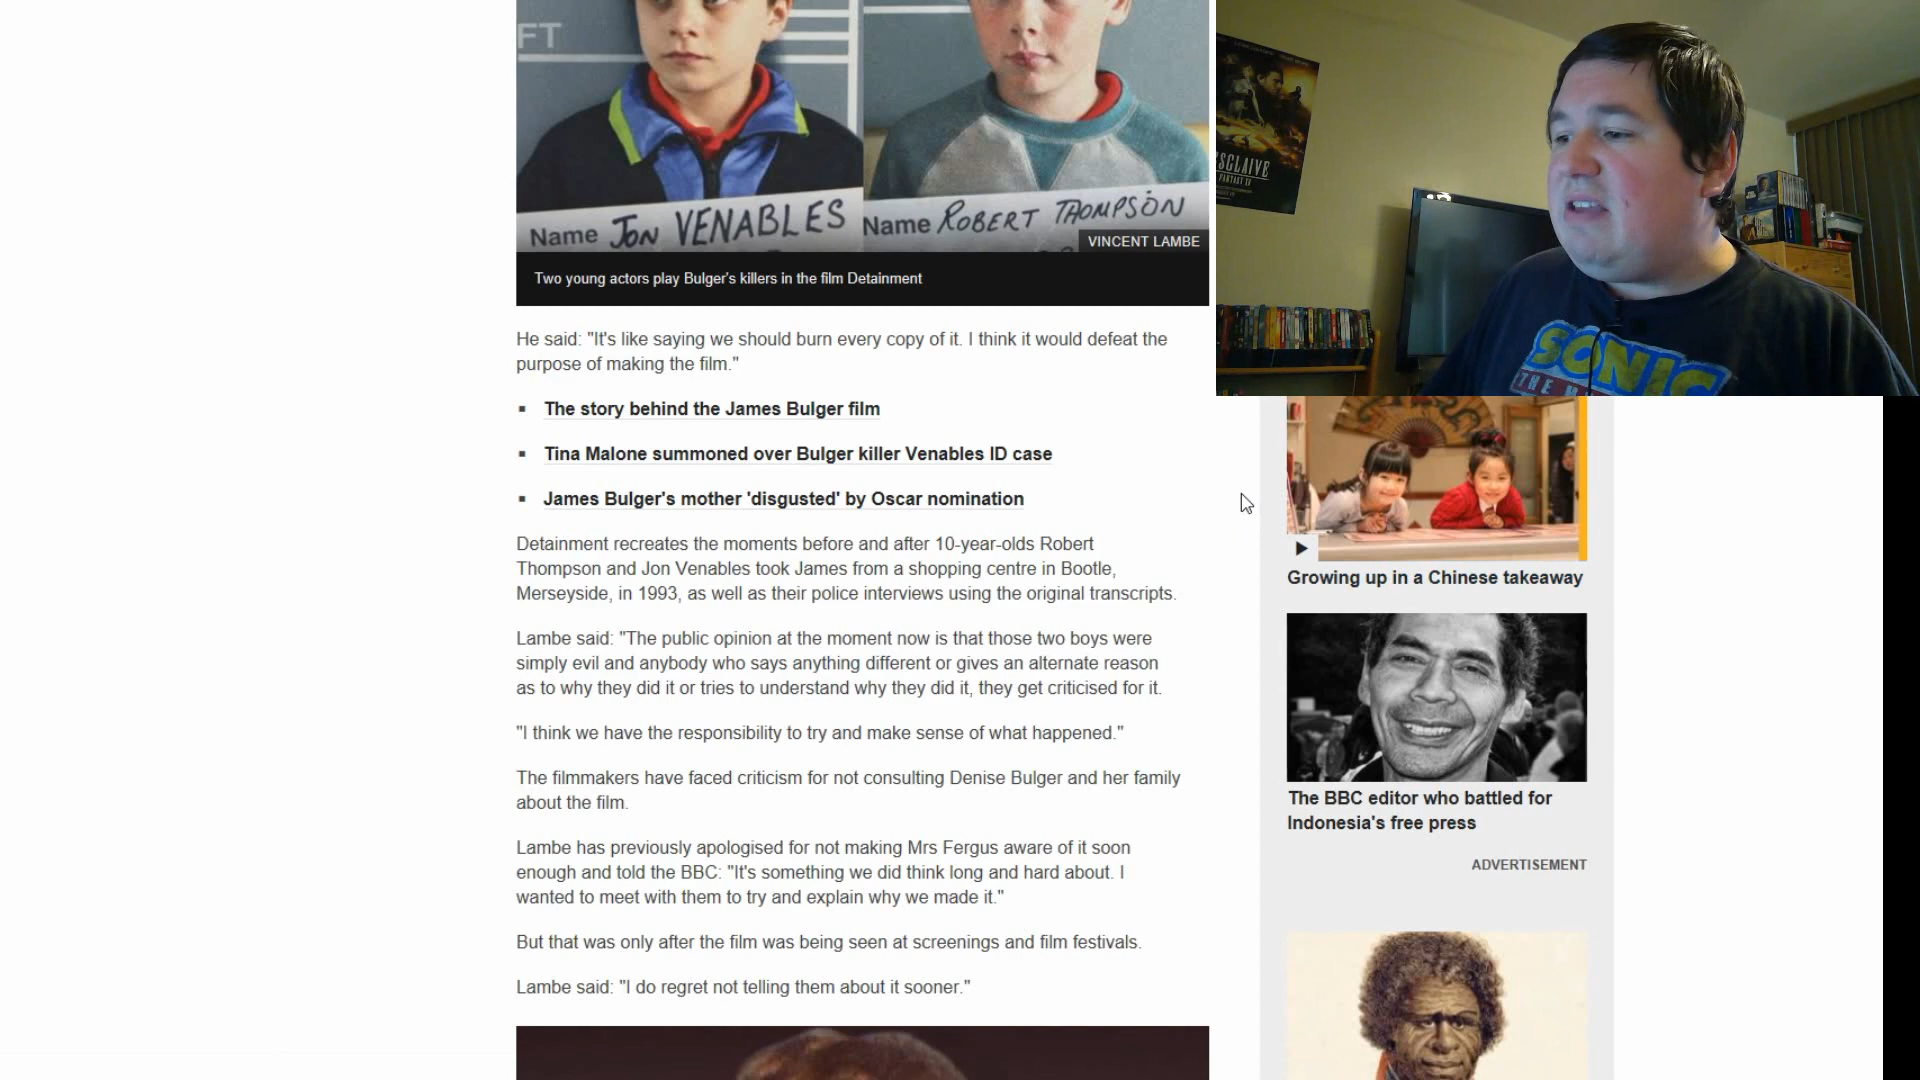 FT
Name JON VENABLES
Name ROBERT THOMPSON
VINCENT LAMBE
Two young actors play Bulger's killers in the film Detainment
He said: "It's like saying we should burn every copy of it. I think it would defeat the
purpose of making the film."
The story behind the James Bulger film
Tina Malone summoned over Bulger killer Venables ID case
James Bulger's mother 'disgusted' by Oscar nomination
Detainment recreates the moments before and after 10-year-olds Robert
Thompson and Jon Venables took James from a shopping centre in Bootle,
Merseyside, in 1993, as well as their police interviews using the original transcripts.
Lambe said: "The public opinion at the moment now is that those two boys were
simply evil and anybody who says anything different or gives an alternate reason
as to why they did it or tries to understand why they did it, they get criticised for it.
"I think we have the responsibility to try and make sense of what happened."
The filmmakers have faced criticism for not consulting Denise Bulger and her family
about the film.
Lambe has previously apologised for not making Mrs Fergus aware of it soon
enough and told the BBC: "It's something we did think long and hard about. I
wanted to meet with them to try and explain why we made it."
But that was only after the film was being seen at screenings and film festivals.
Lambe said: "I do regret not telling them about it sooner."
SGLAIVE
SONIC
THE H
Growing up in a Chinese takeaway
The BBC editor who battled for
Indonesia's free press
ADVERTISEMENT